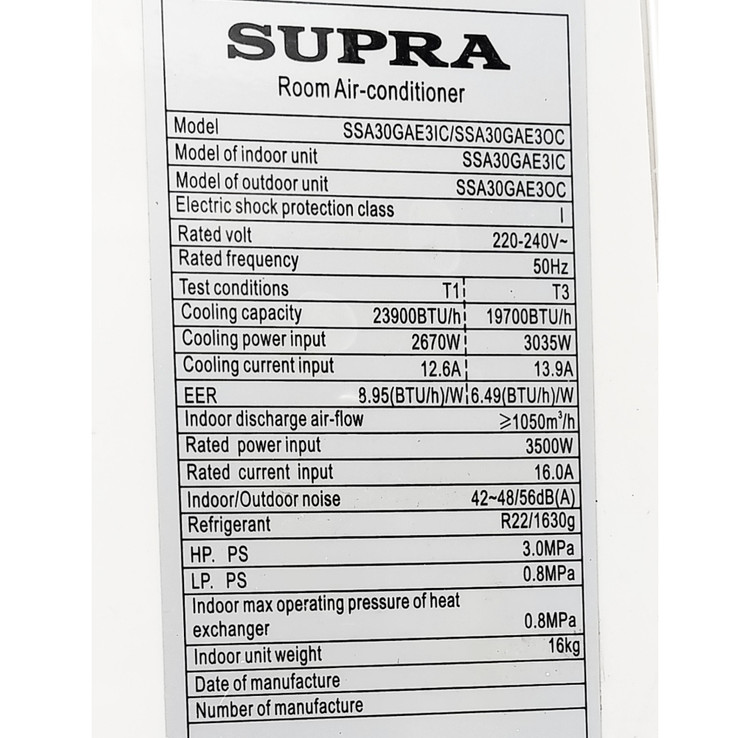 SUPRA
Room Air-conditioner
Model SSA30GAE3IC/SSA30GAE3OC
Model of indoor unit SSA30GAE3IC
Model of outdoor unit SSA30GAE3OC
Electric shock protection class I
Rated volt 220-240V~
Rated frequency 50Hz
Test conditions T1 T3
Cooling capacity 23900BTU/h 19700BTU/h
Cooling power input 2670W 3035W
Cooling current input 12.6A 13.9A
EER 8.95(BTU/h)/W 6.49(BTU/h)/W
Indoor discharge air-flow ⩾1050m³/h
Rated power input 3500W
Rated current input 16.0A
Indoor/Outdoor noise 42~48/56dB(A)
Refrigerant R22/1630g
HP. PS 3.0MPa
LP. PS 0.8MPa
Indoor max operating pressure of heat
exchanger 0.8MPa
Indoor unit weight 16kg
Date of manufacture
Number of manufacture